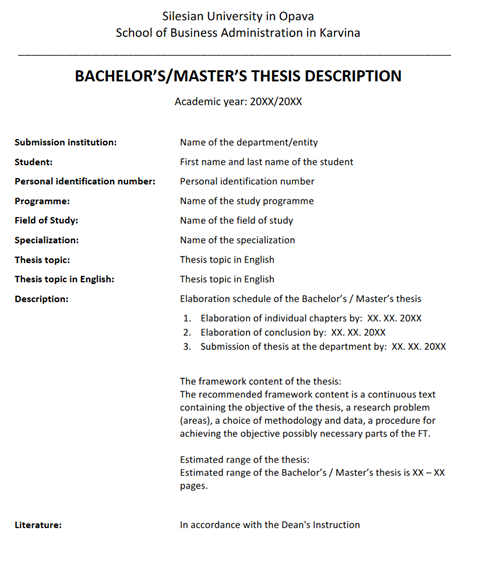 Silesian University in Opava
School of Business Administration in Karvina
BACHELOR'S/MASTER'S THESIS DESCRIPTION
Academic year: 20XX/20XX
Submission institution: Name of the department/entity
Student: First name and last name of the student
Personal identification number: Personal identification number
Programme: Name of the study programme
Field of Study: Name of the field of study
Specialization: Name of the specialization
Thesis topic: Thesis topic in English
Thesis topic in English: Thesis topic in English
Description: Elaboration schedule of the Bachelor's / Master's thesis
1. Elaboration of individual chapters by: XX. XX. 20XX
2. Elaboration of conclusion by: XX. XX. 20XX
3. Submission of thesis at the department by: XX. XX. 20XX
The framework content of the thesis:
The recommended framework content is a continuous text
containing the objective of the thesis, a research problem
(areas), a choice of methodology and data, a procedure for
achieving the objective possibly necessary parts of the FT.
Estimated range of the thesis:
Estimated range of the Bachelor's / Master's thesis is XX – XX
pages.
Literature: In accordance with the Dean's Instruction